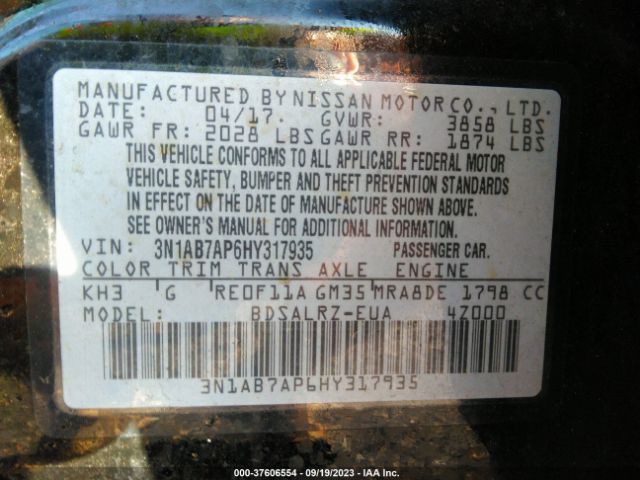 MANUFACTURED BY NISSAN MOTOR CO., LTD.
DATE: 04/17. GVWR: 3858 LBS
GAWR FR: 2028 LBS GAWR RR: 1874 LBS
THIS VEHICLE CONFORMS TO ALL APPLICABLE FEDERAL MOTOR
VEHICLE SAFETY, BUMPER AND THEFT PREVENTION STANDARDS
IN EFFECT ON THE DATE OF MANUFACTURE SHOWN ABOVE.
SEE OWNER'S MANUAL FOR ADDITIONAL INFORMATION.
VIN: 3N1AB7AP6HY317935 PASSENGER CAR.
COLOR TRIM TRANS AXLE ENGINE
KH3 G RE0F11A GM35 MRA8DE 1798 CC
MODEL: BDSALRZ-EUA 4Z000
3N1AB7AP6HY317935
000-37606554 - 09/19/2023 - IAA Inc.